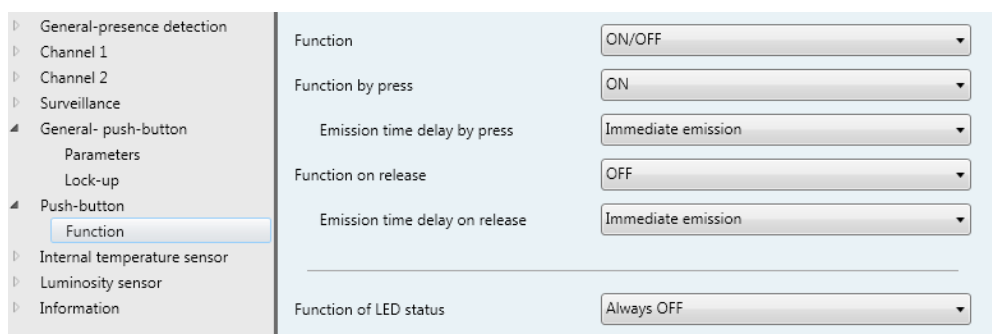 General-presence detection
Channel 1
Channel 2
Surveillance
General- push-button
Parameters
Lock-up
Push-button
Function
Internal temperature sensor
Luminosity sensor
Information
Function ON/OFF
Function by press ON
Emission time delay by press Immediate emission
Function on release OFF
Emission time delay on release Immediate emission
Function of LED status Always OFF